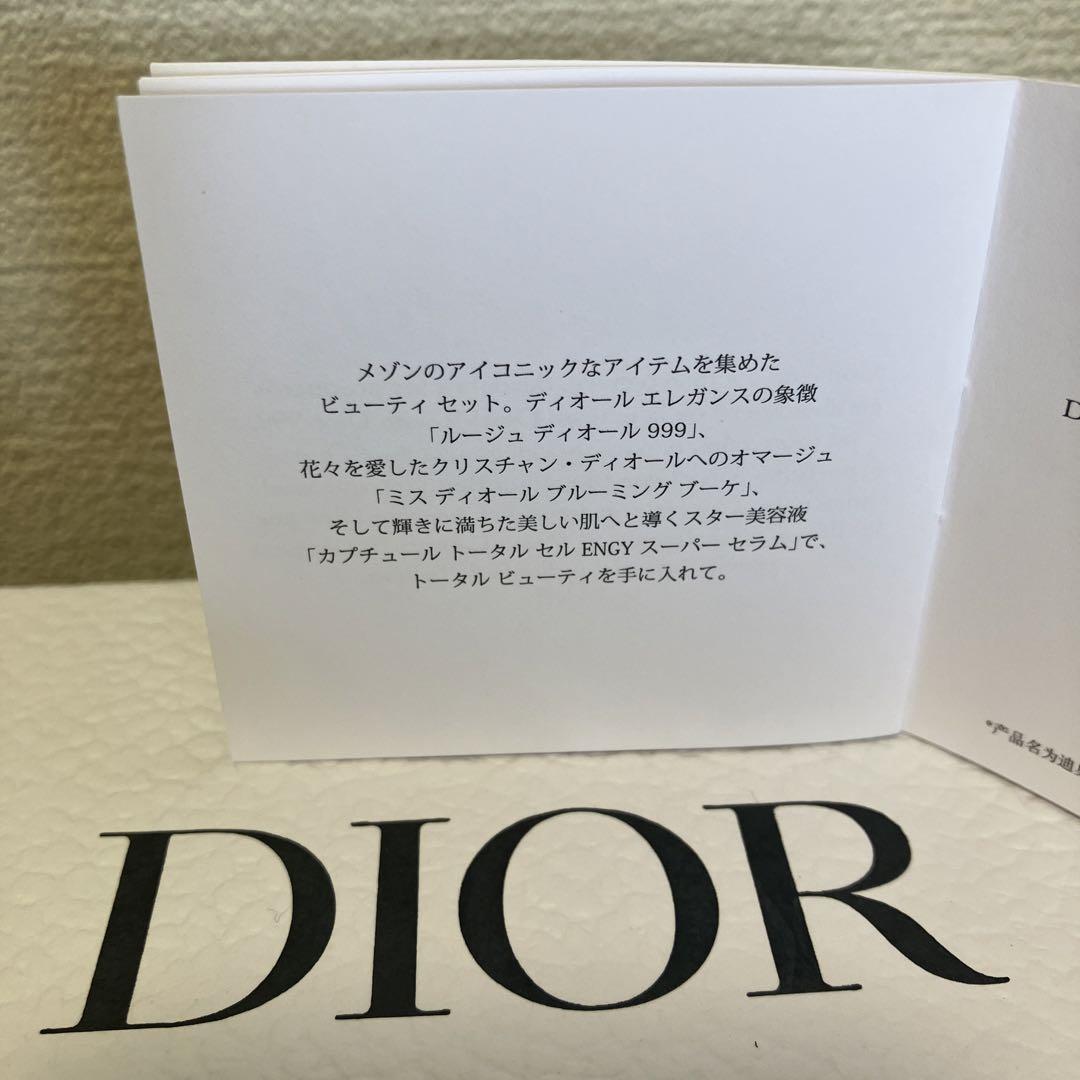 メゾンのアイコニックなアイテムを集めた
ビューティ セット。ディオール エレガンスの象徴
「ルージュ ディオール 999」、
花々を愛したクリスチャン・ディオールへのオマージュ
「ミス ディオール ブルーミング ブーケ」、
そして輝きに満ちた美しい肌へと導くスター美容液
「カプチュール トータル セル ENGY スーパー セラム」で、
トータル ビューティを手に入れて。
D
*产品名为迪
DIOR